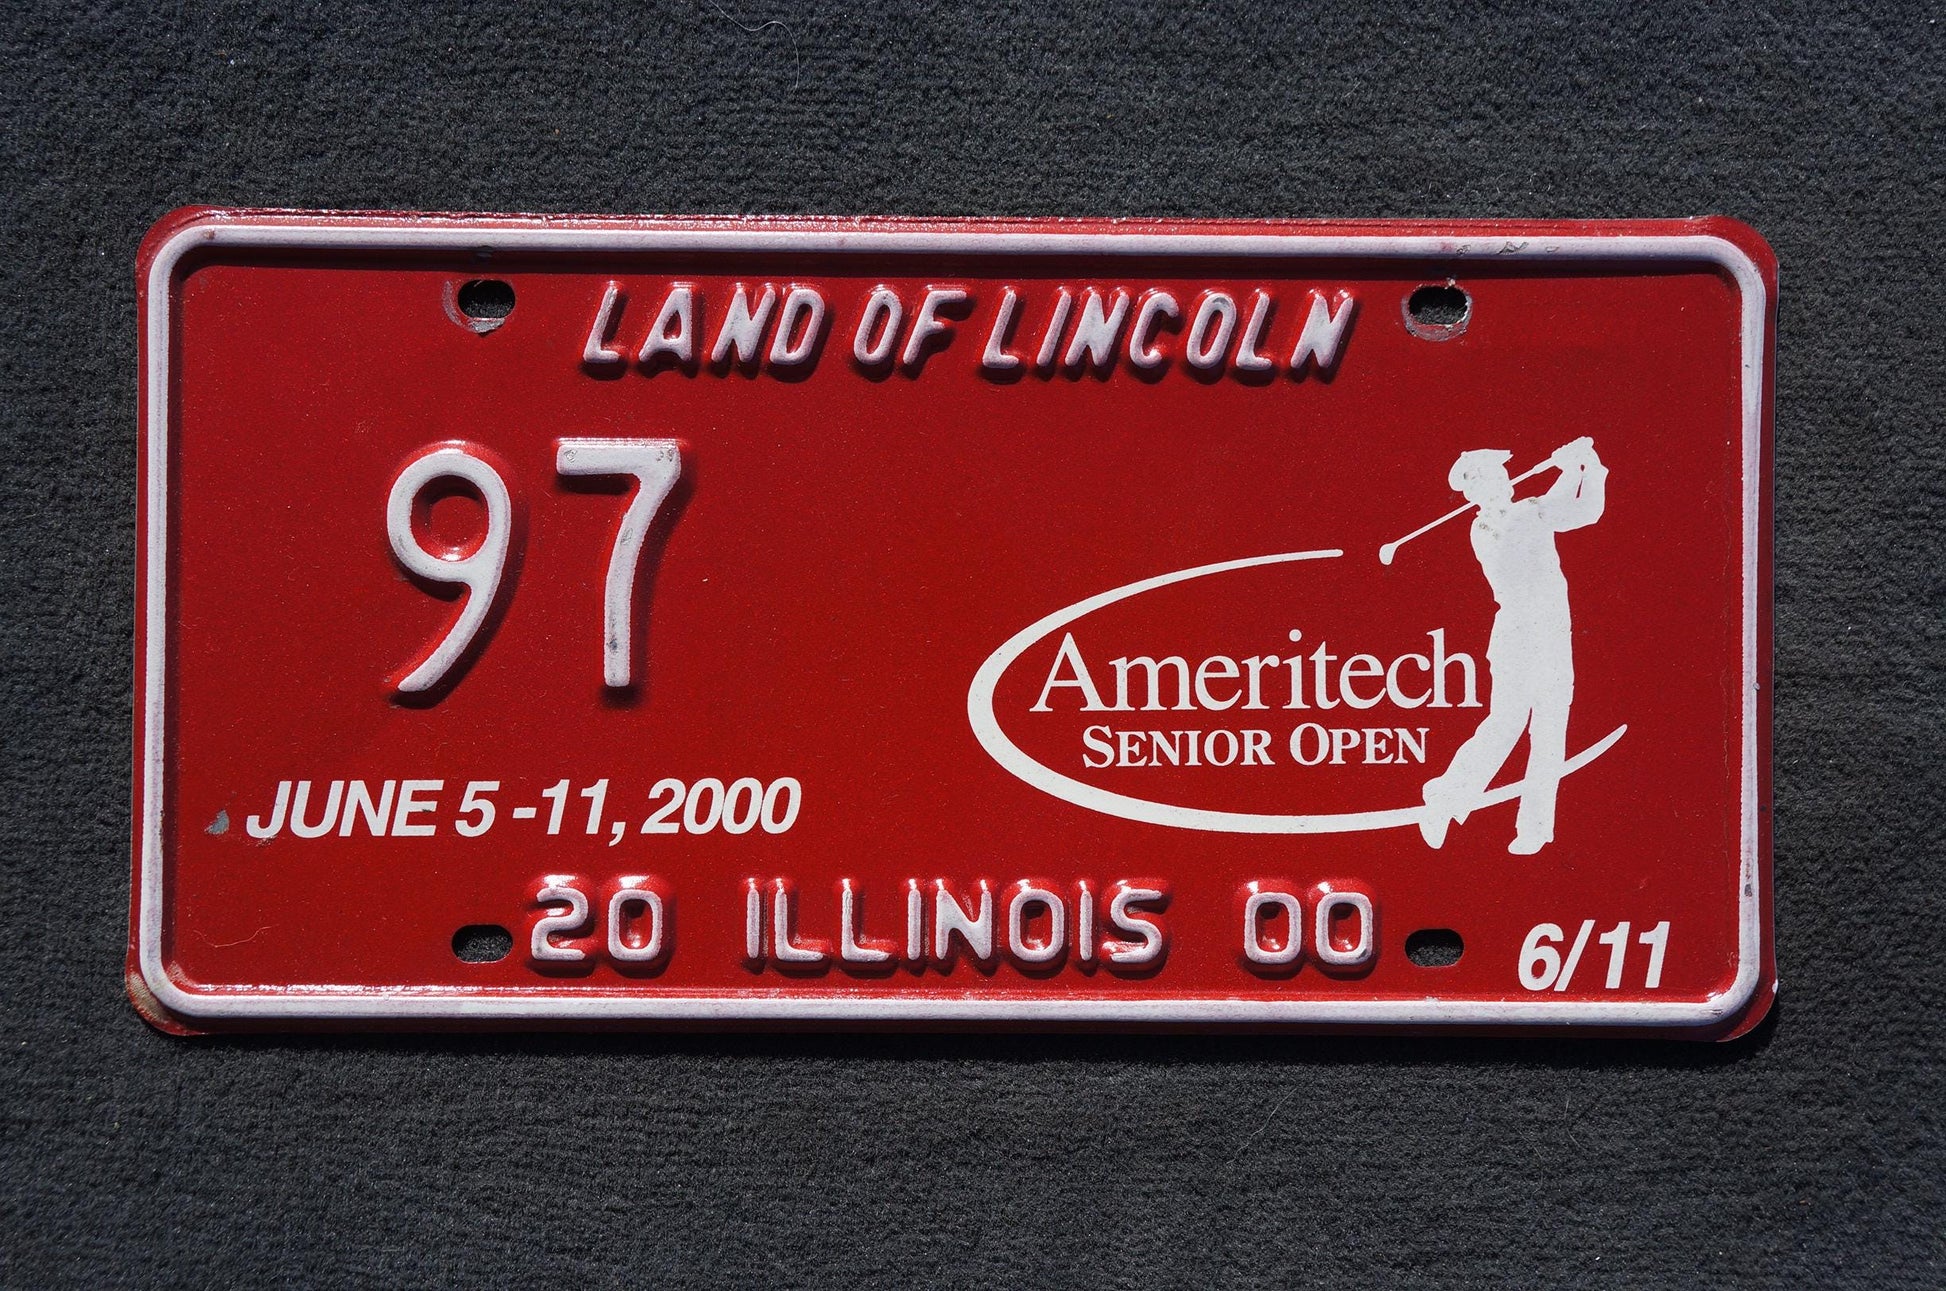 LAND OF LINCOLN
97
Ameritech
SENIOR OPEN
JUNE 5-11, 2000
20 ILLINOIS 00
6/11